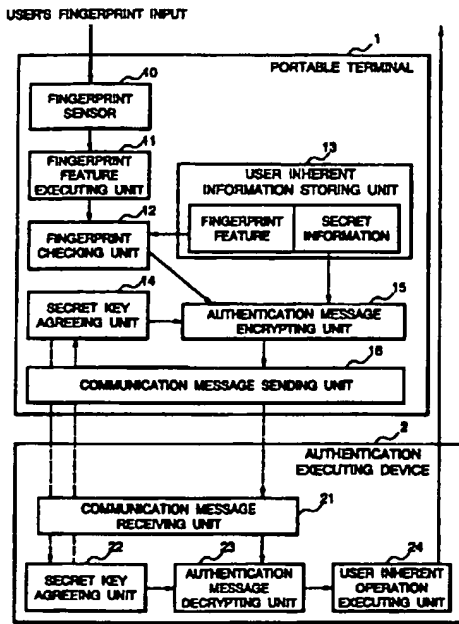 USER'S FINGERPRINT INPUT
1
PORTABLE TERMINAL
10
FINGERPRINT
SENSOR
11
FINGERPRINT
FEATURE
EXECUTING UNIT
13
USER INHERENT
INFORMATION STORING UNIT
FINGERPRINT
FEATURE
SECRET
INFORMATION
12
FINGERPRINT
CHECKING UNIT
14
SECRET KEY
AGREEING UNIT
15
AUTHENTICATION MESSAGE
ENCRYPTING UNIT
16
COMMUNICATION MESSAGE SENDING UNIT
2
AUTHENTICATION
EXECUTING DEVICE
COMMUNICATION MESSAGE
RECEIVING UNIT
21
22
SECRET KEY
AGREEING UNIT
23
AUTHENTICATION
MESSAGE
DECRYPTING UNIT
24
USER INHERENT
OPERATION
EXECUTING UNIT